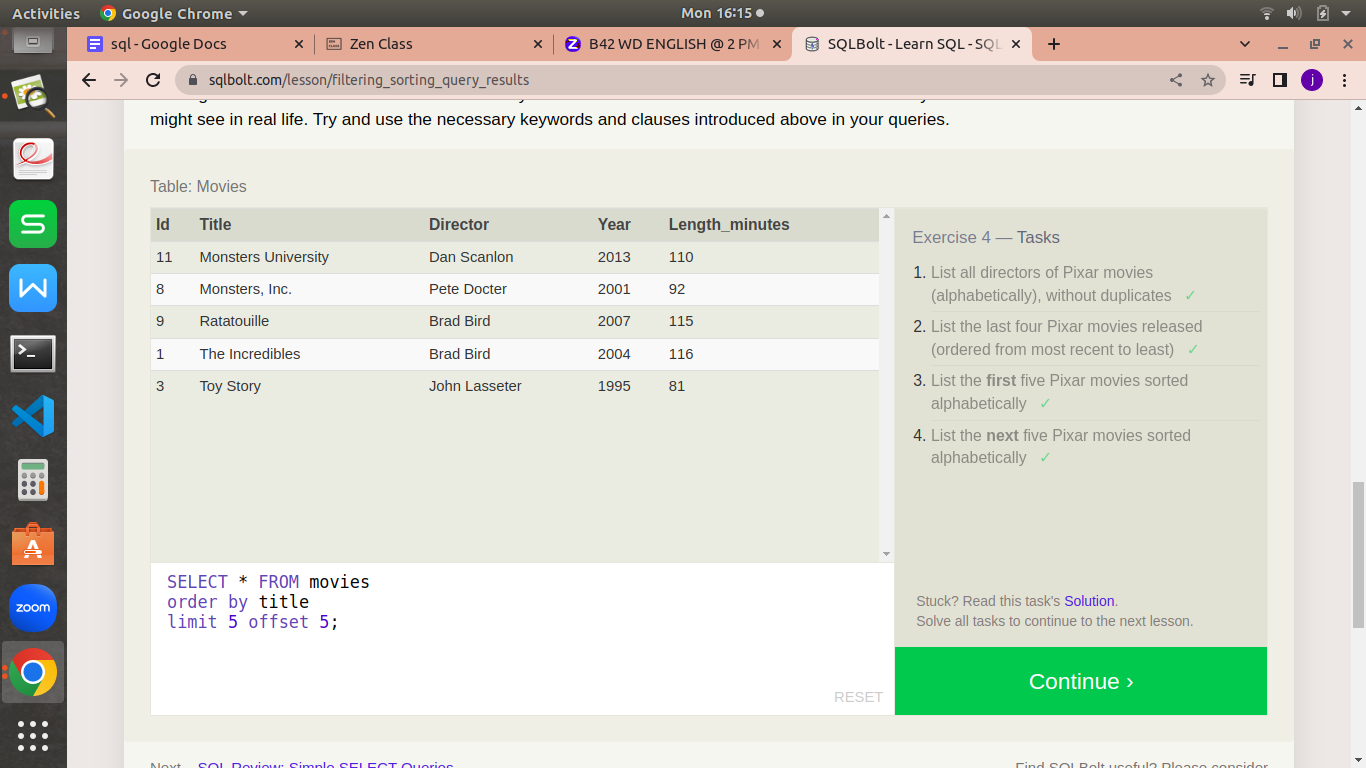 Activities
Google Chrome
Mon 16:15
sql - Google Docs
Zen Class
B42 WD ENGLISH @ 2 PM
SQLBolt - Learn SQL - SQL
sqlbolt.com/lesson/filtering_sorting_query_results
j
might see in real life. Try and use the necessary keywords and clauses introduced above in your queries.
Table: Movies
Id Title Director Year Length_minutes
11 Monsters University Dan Scanlon 2013 110
8 Monsters, Inc. Pete Docter 2001 92
9 Ratatouille Brad Bird 2007 115
1 The Incredibles Brad Bird 2004 116
3 Toy Story John Lasseter 1995 81
SELECT * FROM movies
order by title
limit 5 offset 5;
RESET
Exercise 4 — Tasks
1. List all directors of Pixar movies
(alphabetically), without duplicates ✓
2. List the last four Pixar movies released
(ordered from most recent to least) ✓
3. List the first five Pixar movies sorted
alphabetically ✓
4. List the next five Pixar movies sorted
alphabetically ✓
Stuck? Read this task's Solution.
Solve all tasks to continue to the next lesson.
Continue ›
Next – SQL Review: Simple SELECT Queries
Find SQLBolt useful? Please consider
zoom